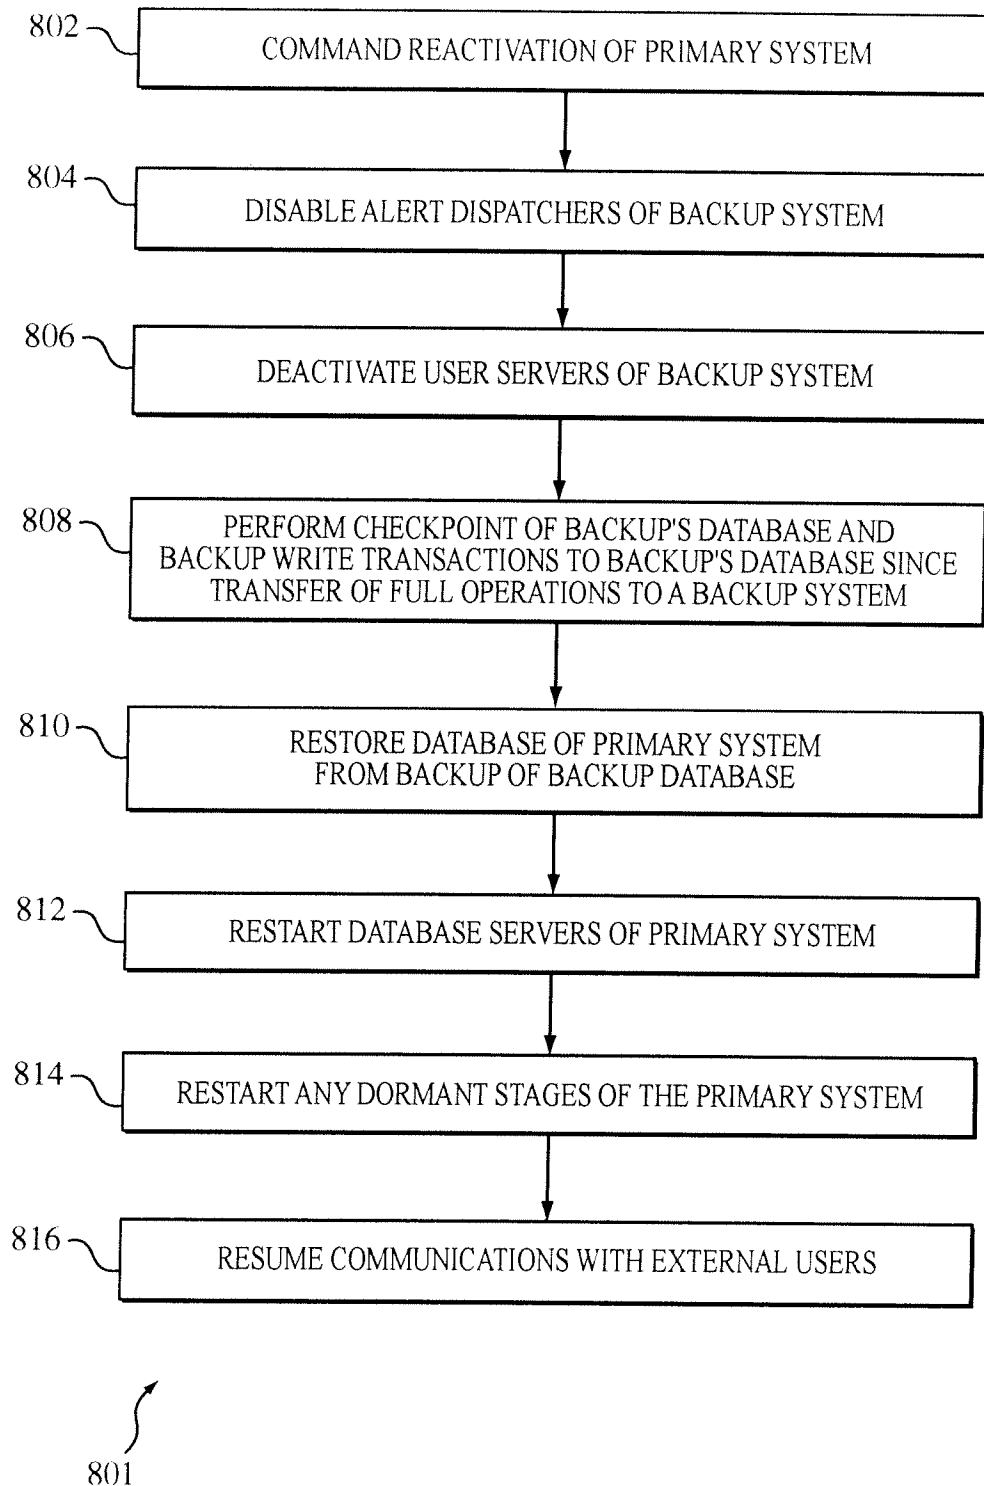 802
COMMAND REACTIVATION OF PRIMARY SYSTEM
804
DISABLE ALERT DISPATCHERS OF BACKUP SYSTEM
806
DEACTIVATE USER SERVERS OF BACKUP SYSTEM
808
PERFORM CHECKPOINT OF BACKUP'S DATABASE AND
BACKUP WRITE TRANSACTIONS TO BACKUP'S DATABASE SINCE
TRANSFER OF FULL OPERATIONS TO A BACKUP SYSTEM
810
RESTORE DATABASE OF PRIMARY SYSTEM
FROM BACKUP OF BACKUP DATABASE
812
RESTART DATABASE SERVERS OF PRIMARY SYSTEM
814
RESTART ANY DORMANT STAGES OF THE PRIMARY SYSTEM
816
RESUME COMMUNICATIONS WITH EXTERNAL USERS
801